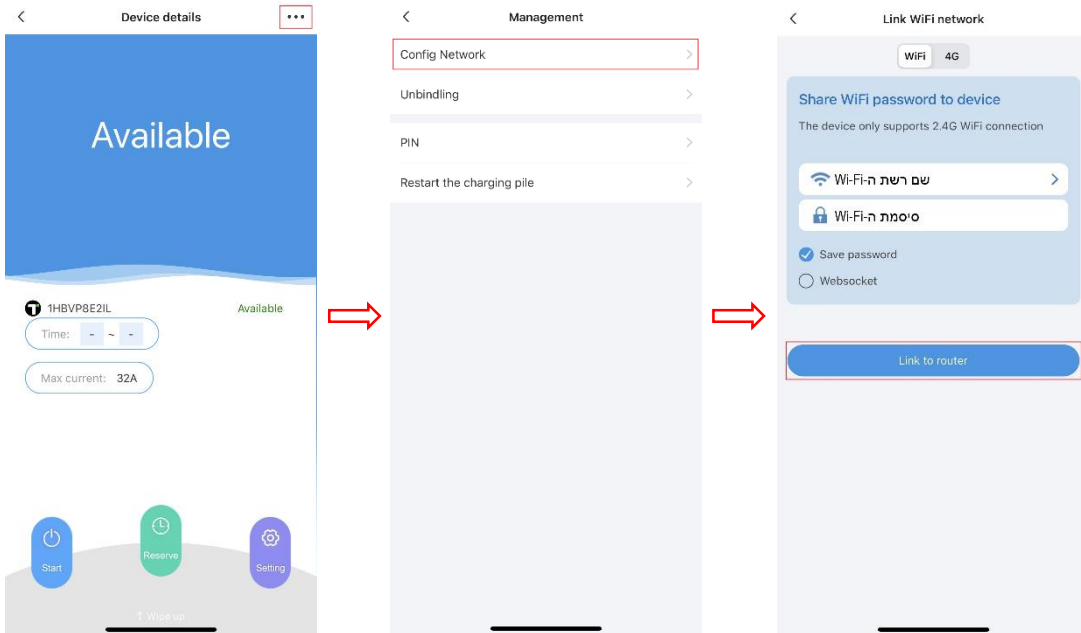 Device details
Available
1HBVP8E2IL
Available
Time: - ~ -
Max current: 32A
Start
Reserve
Setting
↑ Wipe up
Management
Config Network
Unbindling
PIN
Restart the charging pile
Link WiFi network
WiFi 4G
Share WiFi password to device
The device only supports 2.4G WiFi connection
שם רשת ה-Wi-Fi
סיסמת ה-Wi-Fi
Save password
Websocket
Link to router